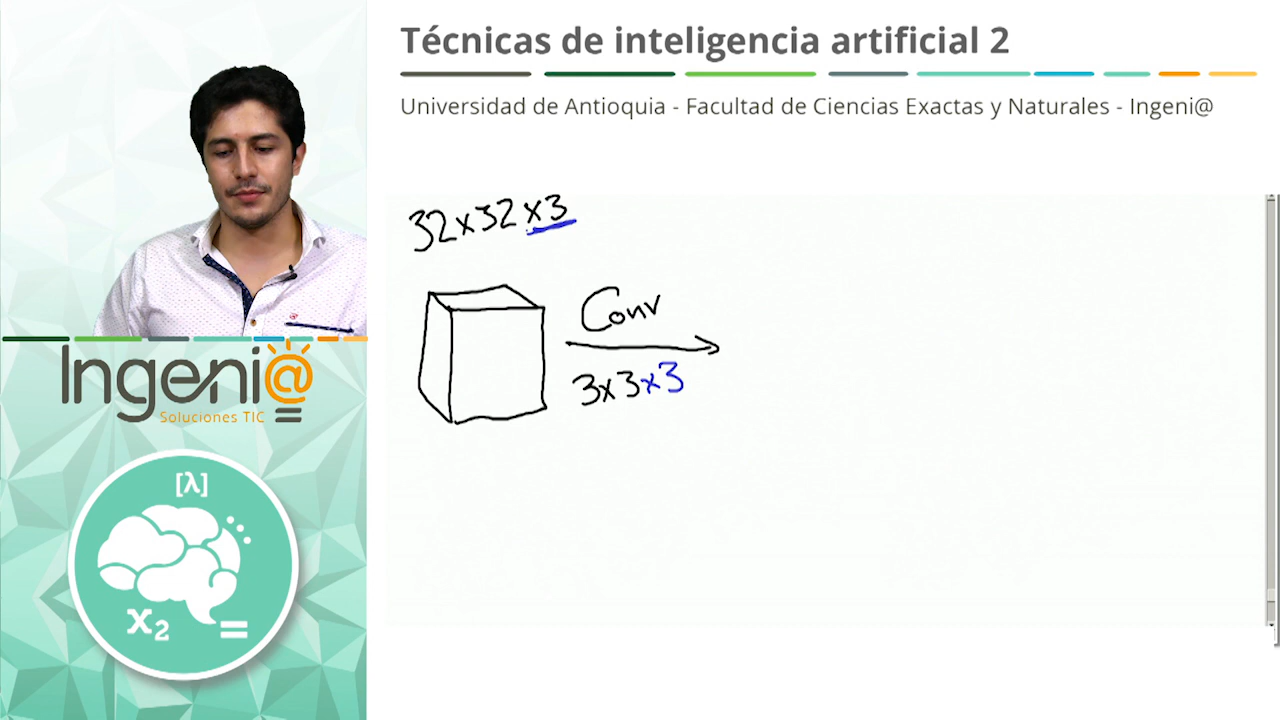 Técnicas de inteligencia artificial 2
Universidad de Antioquia - Facultad de Ciencias Exactas y Naturales - Ingeni@
32x32x3
Conv
3x3x3
Ingeni@
Soluciones TIC
[λ]
x2 =